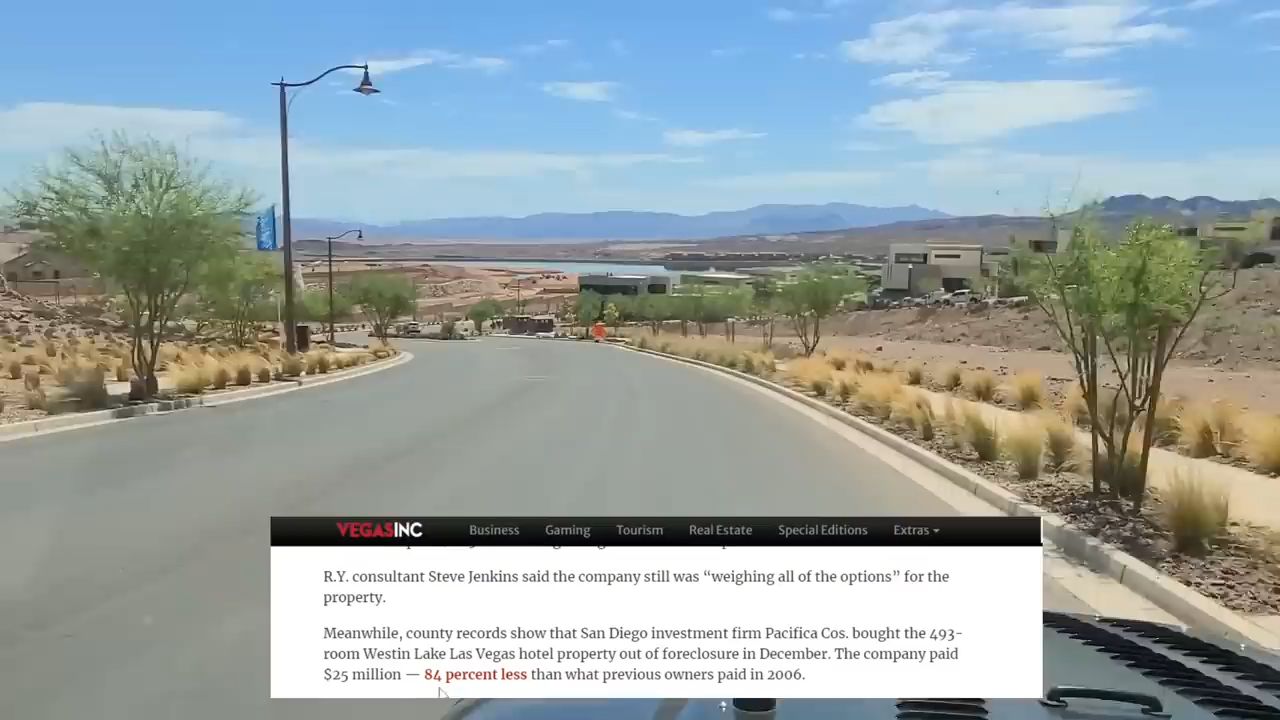 VEGASINC Business Gaming Tourism Real Estate Special Editions Extras
R.Y. consultant Steve Jenkins said the company still was “weighing all of the options” for the
property.
Meanwhile, county records show that San Diego investment firm Pacifica Cos. bought the 493-
room Westin Lake Las Vegas hotel property out of foreclosure in December. The company paid
$25 million — 84 percent less than what previous owners paid in 2006.